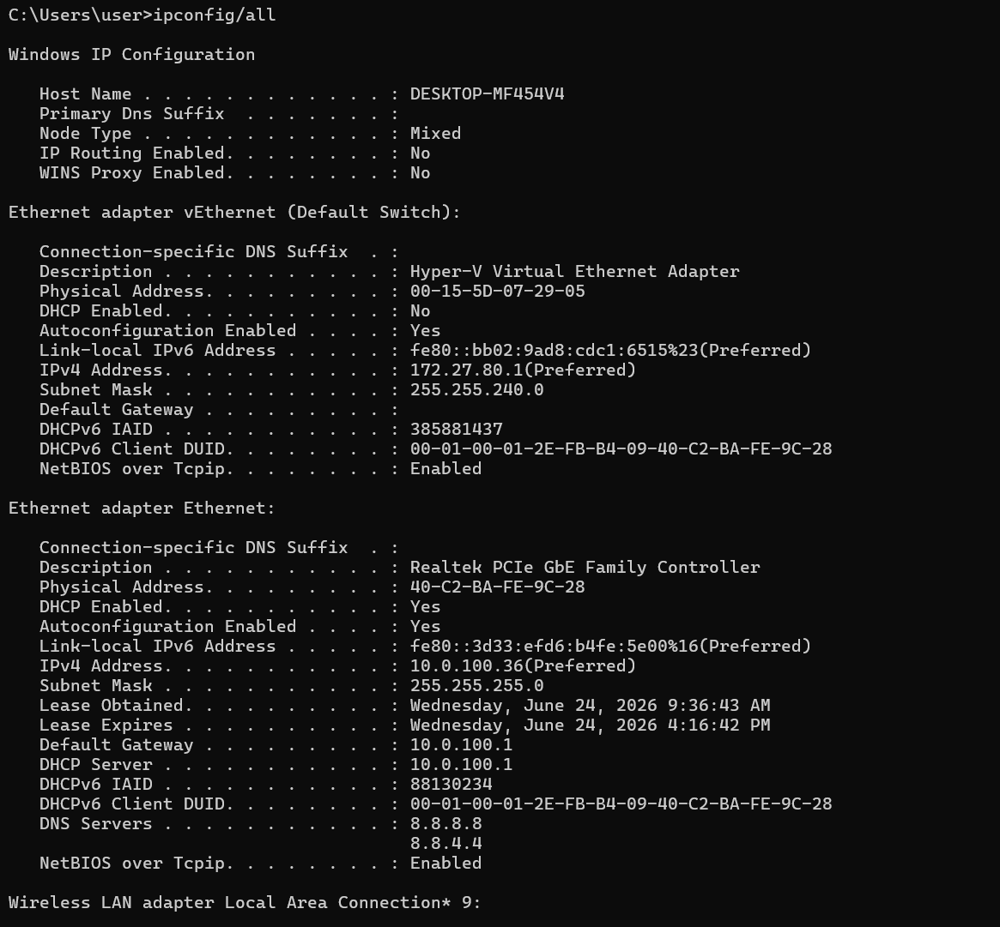 C:\Users\user>ipconfig/all
Windows IP Configuration
Host Name . . . . . . . . . . . . : DESKTOP-MF454V4
Primary Dns Suffix  . . . . . . . :
Node Type . . . . . . . . . . . . : Mixed
IP Routing Enabled. . . . . . . . : No
WINS Proxy Enabled. . . . . . . . : No
Ethernet adapter vEthernet (Default Switch):
Connection-specific DNS Suffix  . :
Description . . . . . . . . . . . : Hyper-V Virtual Ethernet Adapter
Physical Address. . . . . . . . . : 00-15-5D-07-29-05
DHCP Enabled. . . . . . . . . . . : No
Autoconfiguration Enabled . . . . : Yes
Link-local IPv6 Address . . . . . : fe80::bb02:9ad8:cdc1:6515%23(Preferred)
IPv4 Address. . . . . . . . . . . : 172.27.80.1(Preferred)
Subnet Mask . . . . . . . . . . . : 255.255.240.0
Default Gateway . . . . . . . . . :
DHCPv6 IAID . . . . . . . . . . . : 385881437
DHCPv6 Client DUID. . . . . . . . : 00-01-00-01-2E-FB-B4-09-40-C2-BA-FE-9C-28
NetBIOS over Tcpip. . . . . . . . : Enabled
Ethernet adapter Ethernet:
Connection-specific DNS Suffix  . :
Description . . . . . . . . . . . : Realtek PCIe GbE Family Controller
Physical Address. . . . . . . . . : 40-C2-BA-FE-9C-28
DHCP Enabled. . . . . . . . . . . : Yes
Autoconfiguration Enabled . . . . : Yes
Link-local IPv6 Address . . . . . : fe80::3d33:efd6:b4fe:5e00%16(Preferred)
IPv4 Address. . . . . . . . . . . : 10.0.100.36(Preferred)
Subnet Mask . . . . . . . . . . . : 255.255.255.0
Lease Obtained. . . . . . . . . . : Wednesday, June 24, 2026 9:36:43 AM
Lease Expires . . . . . . . . . . : Wednesday, June 24, 2026 4:16:42 PM
Default Gateway . . . . . . . . . : 10.0.100.1
DHCP Server . . . . . . . . . . . : 10.0.100.1
DHCPv6 IAID . . . . . . . . . . . : 88130234
DHCPv6 Client DUID. . . . . . . . : 00-01-00-01-2E-FB-B4-09-40-C2-BA-FE-9C-28
DNS Servers . . . . . . . . . . . : 8.8.8.8
8.8.4.4
NetBIOS over Tcpip. . . . . . . . : Enabled
Wireless LAN adapter Local Area Connection* 9: